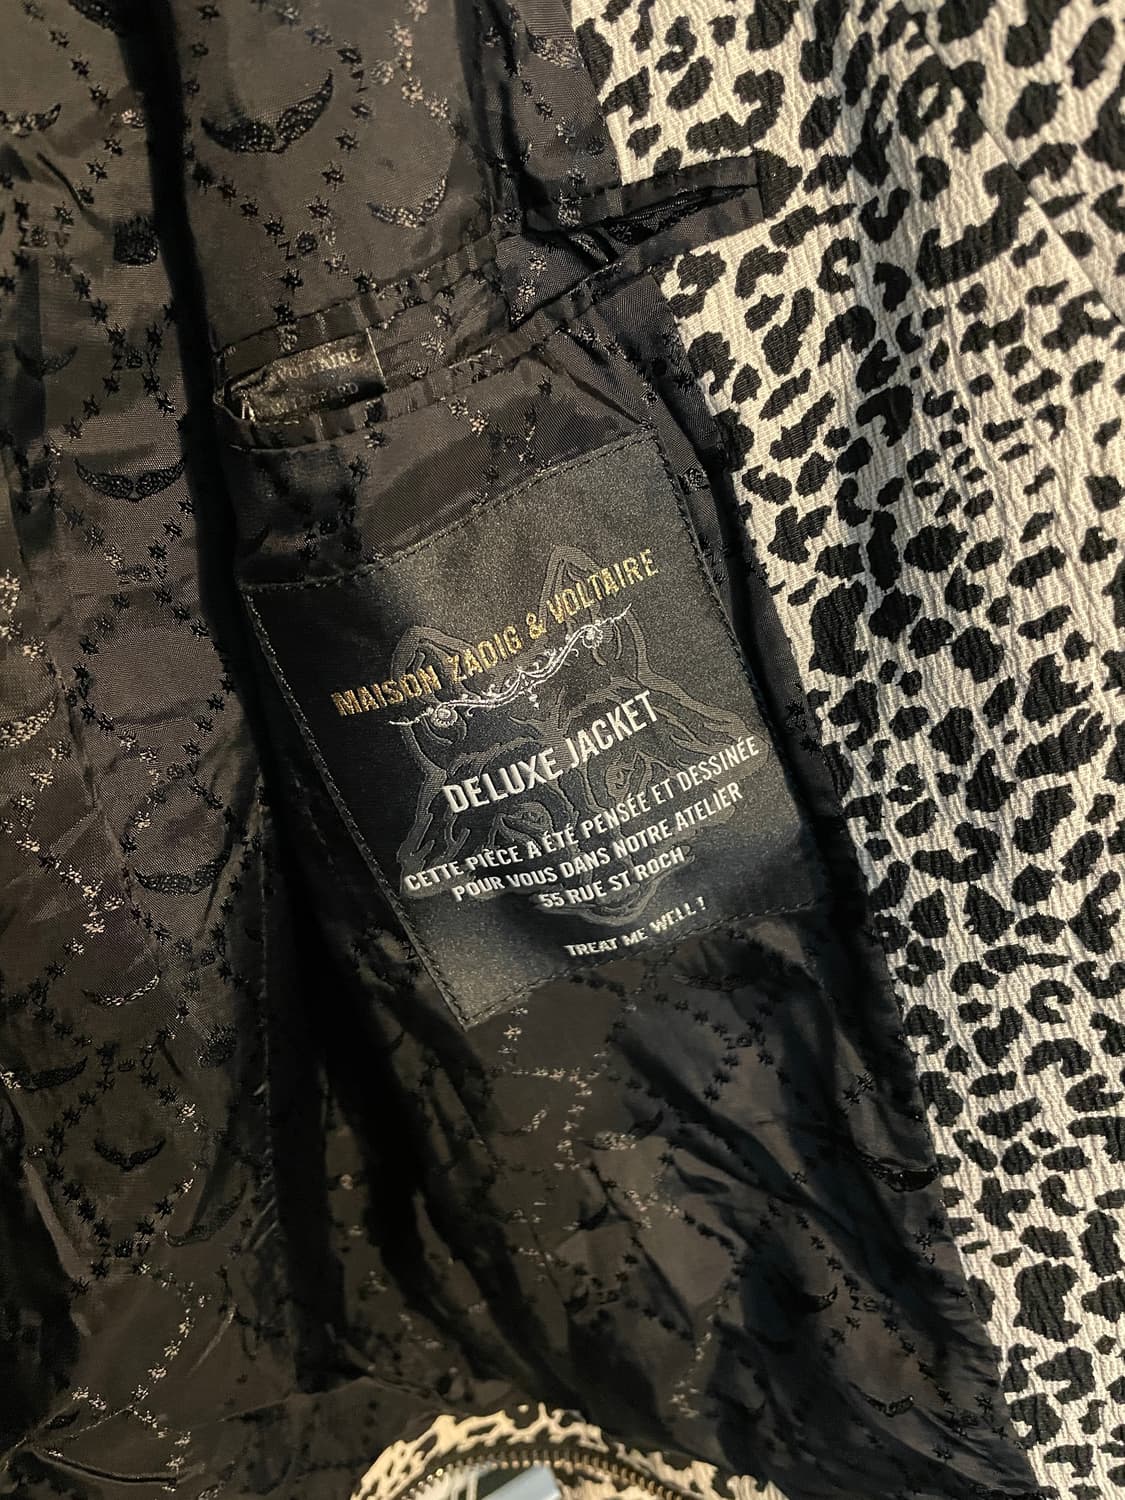 VOLTAIRE
MAISON ZADIG & VOLTAIRE
DELUXE JACKET
CETTE PIÈCE A ÉTÉ PENSÉE ET DESSINÉE
POUR VOUS DANS NOTRE ATELIER
55 RUE ST ROCH
TREAT ME WELL !